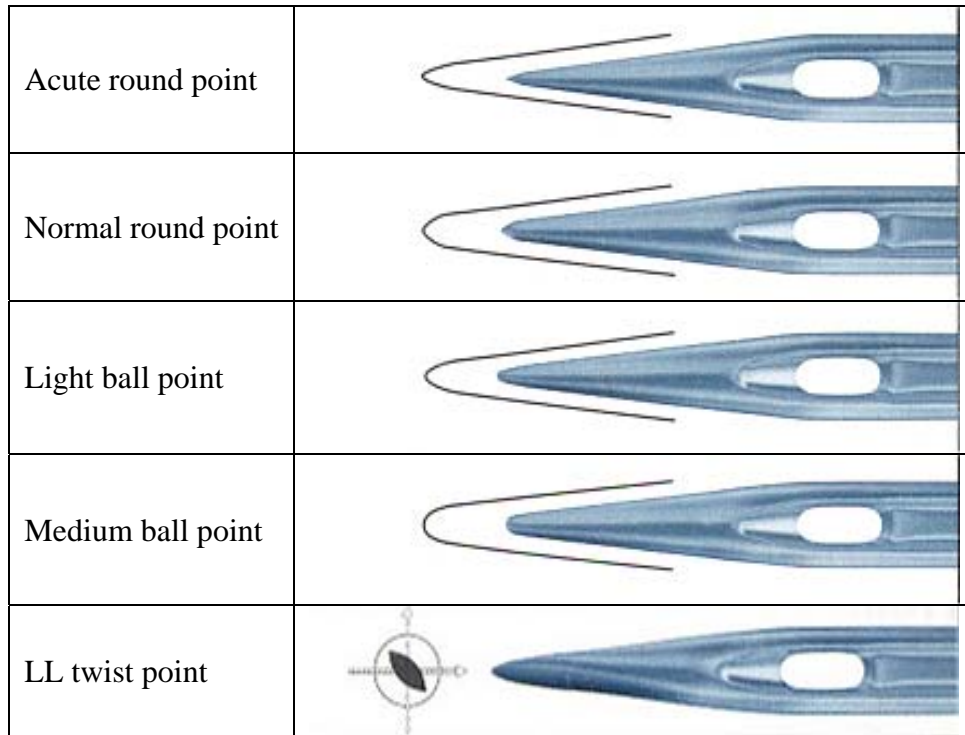 Acute round point
Normal round point
Light ball point
Medium ball point
LL twist point